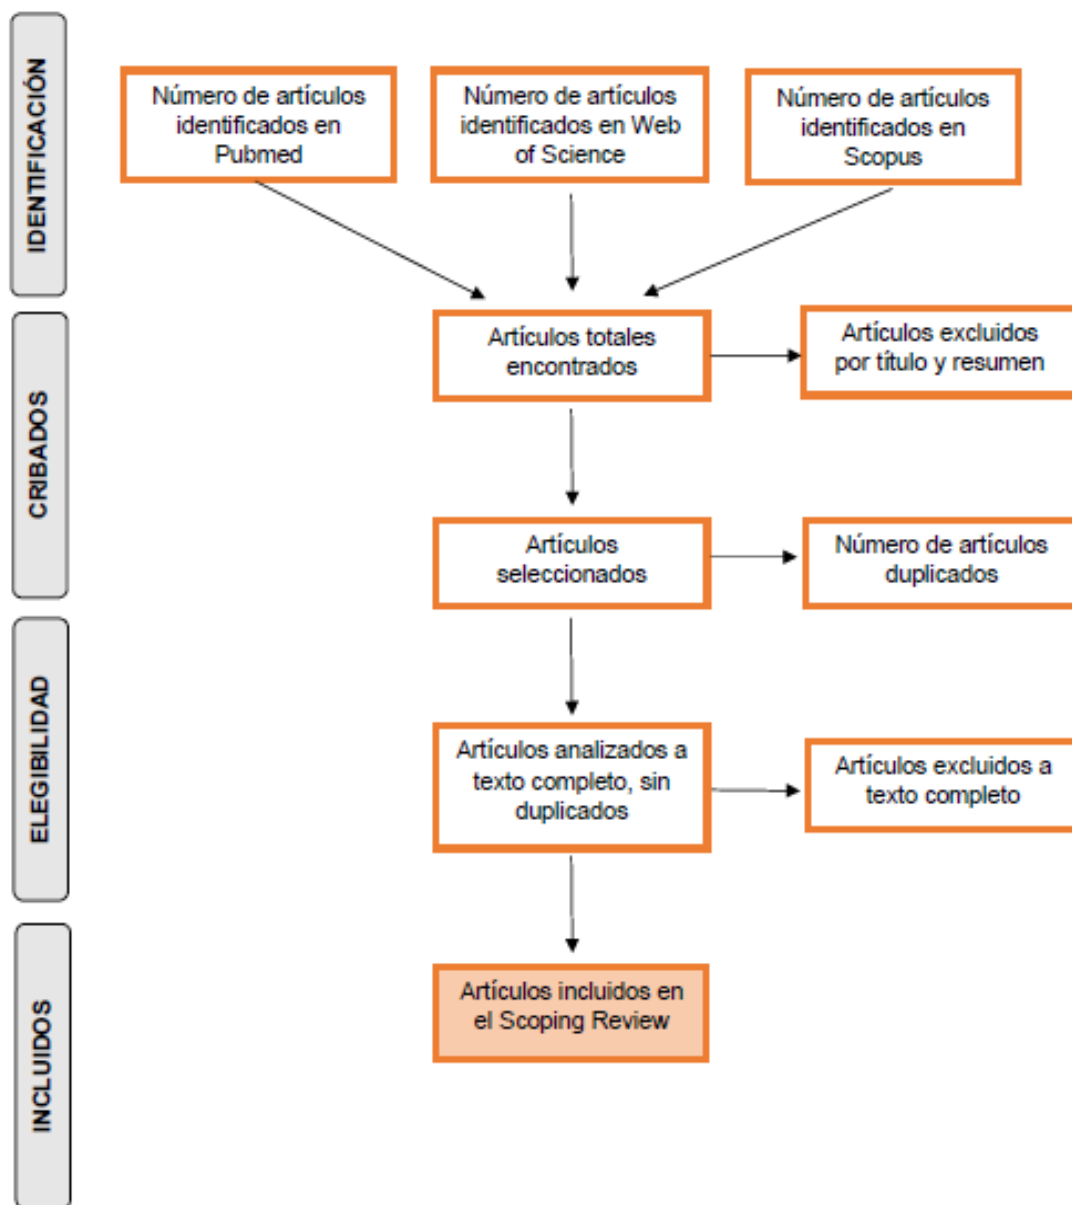 IDENTIFICACIÓN
Número de artículos
identificados en
Pubmed
Número de artículos
identificados en Web
of Science
Número de artículos
identificados en
Scopus
CRIBADOS
Artículos totales
encontrados
Artículos excluidos
por título y resumen
Artículos
seleccionados
Número de artículos
duplicados
ELEGIBILIDAD
Artículos analizados a
texto completo, sin
duplicados
Artículos excluidos a
texto completo
INCLUIDOS
Artículos incluidos en
el Scoping Review